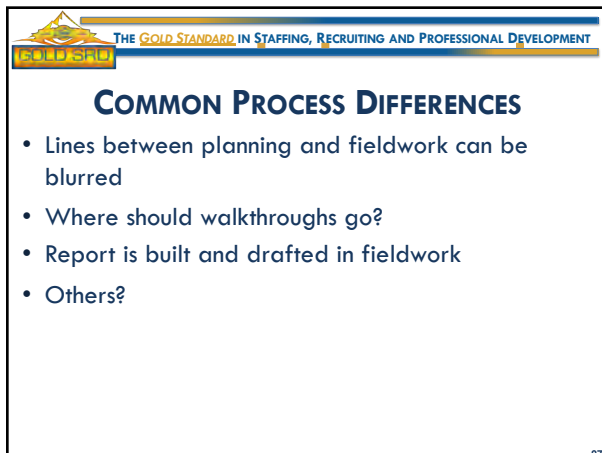 THE GOLD STANDARD IN STAFFING, RECRUITING AND PROFESSIONAL DEVELOPMENT
GOLD SRD
COMMON PROCESS DIFFERENCES
• Lines between planning and fieldwork can be
blurred
• Where should walkthroughs go?
• Report is built and drafted in fieldwork
• Others?